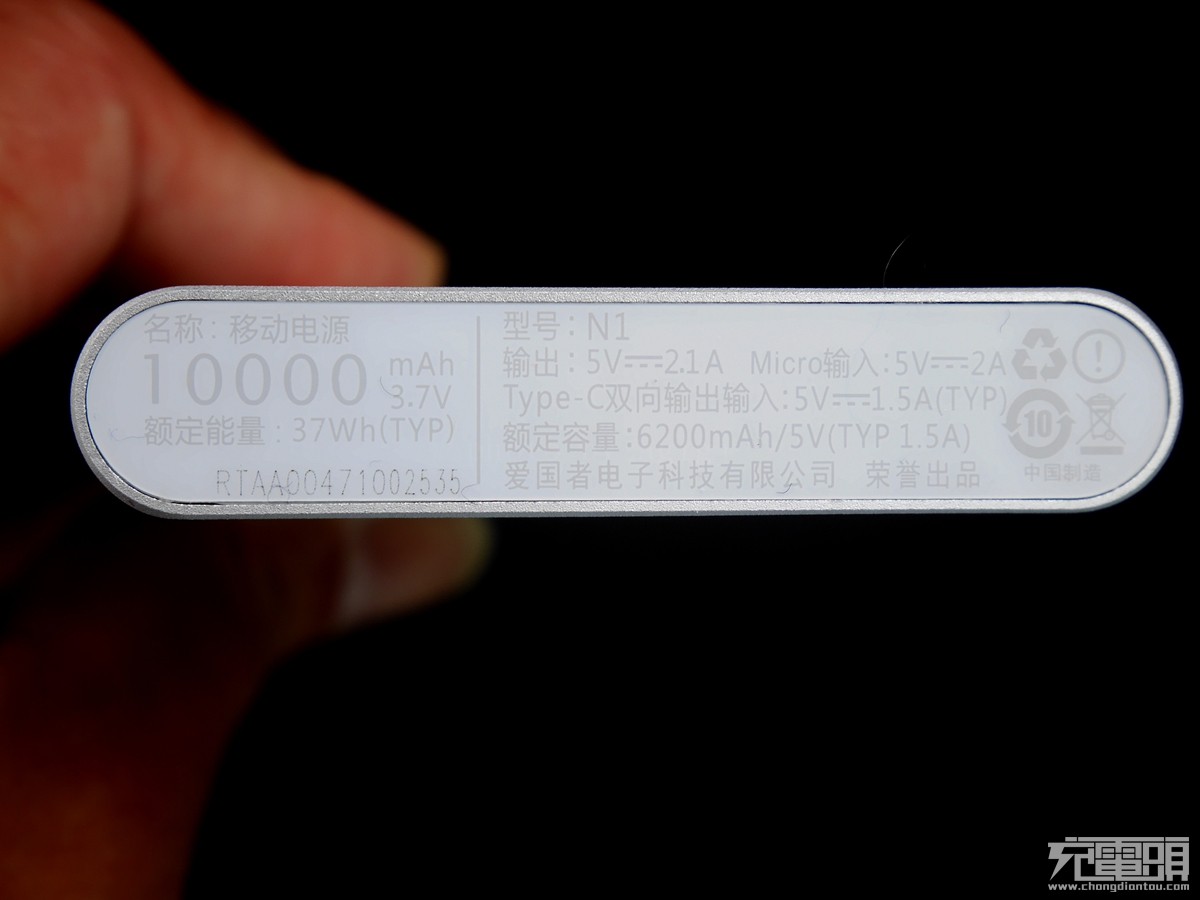 名称：移动电源
10000 mAh
3.7V
额定能量：37Wh(TYP)
RTAA00471002535
型号：N1
输出：5V⎓2.1A Micro输入:5V⎓2A
Type-C双向输出输入:5V⎓1.5A(TYP)
额定容量:6200mAh/5V(TYP 1.5A)
爱国者电子科技有限公司 荣誉出品
!
10
中国制造
充電頭
www.chongdiantou.com